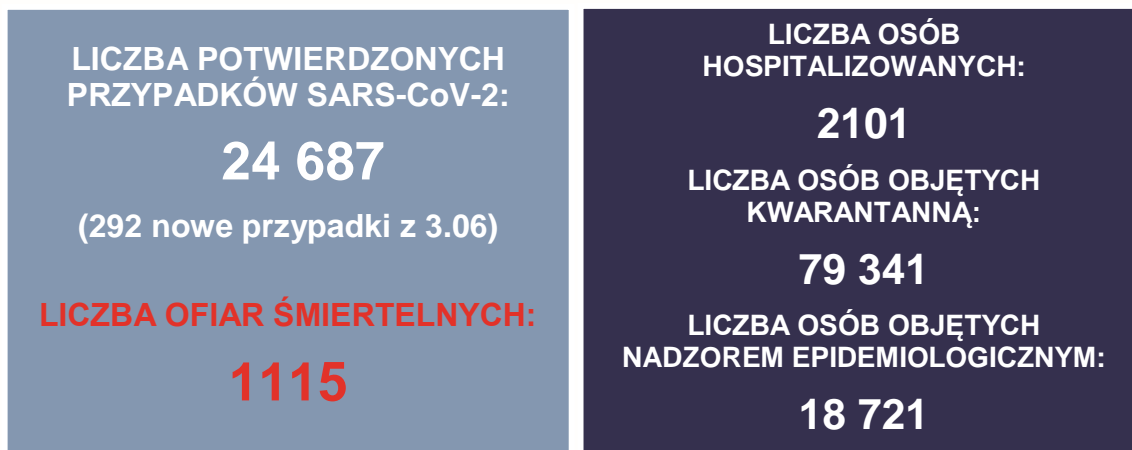 LICZBA POTWIERDZONYCH
PRZYPADKÓW SARS-CoV-2:
24 687
(292 nowe przypadki z 3.06)
LICZBA OFIAR ŚMIERTELNYCH:
1115
LICZBA OSÓB
HOSPITALIZOWANYCH:
2101
LICZBA OSÓB OBJĘTYCH
KWARANTANNĄ:
79 341
LICZBA OSÓB OBJĘTYCH
NADZOREM EPIDEMIOLOGICZNYM:
18 721